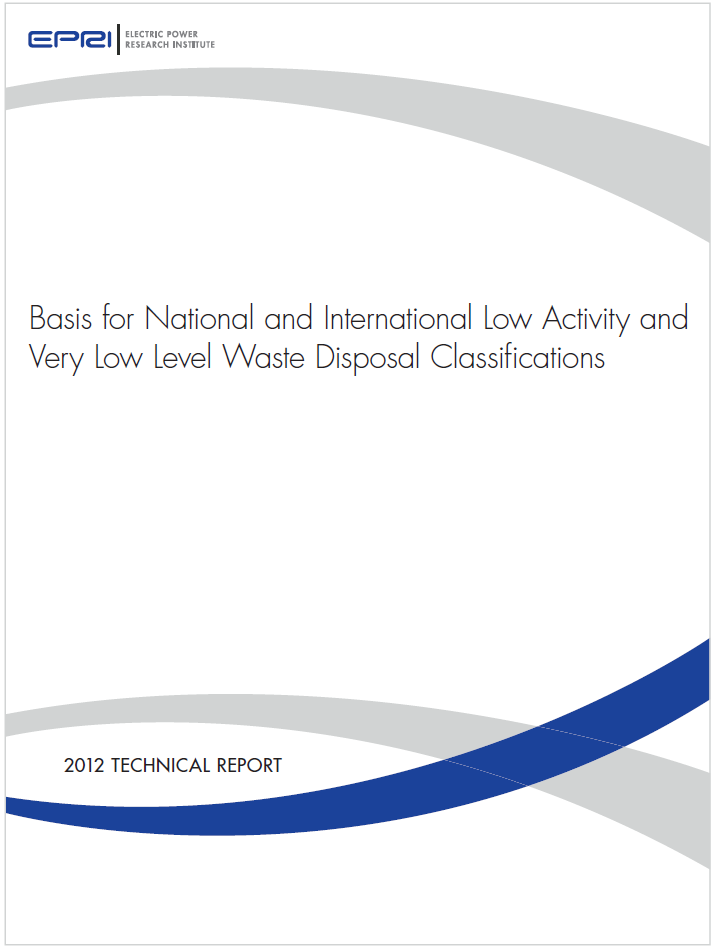 EPRI
ELECTRIC POWER
RESEARCH INSTITUTE
Basis for National and International Low Activity and
Very Low Level Waste Disposal Classifications
2012 TECHNICAL REPORT